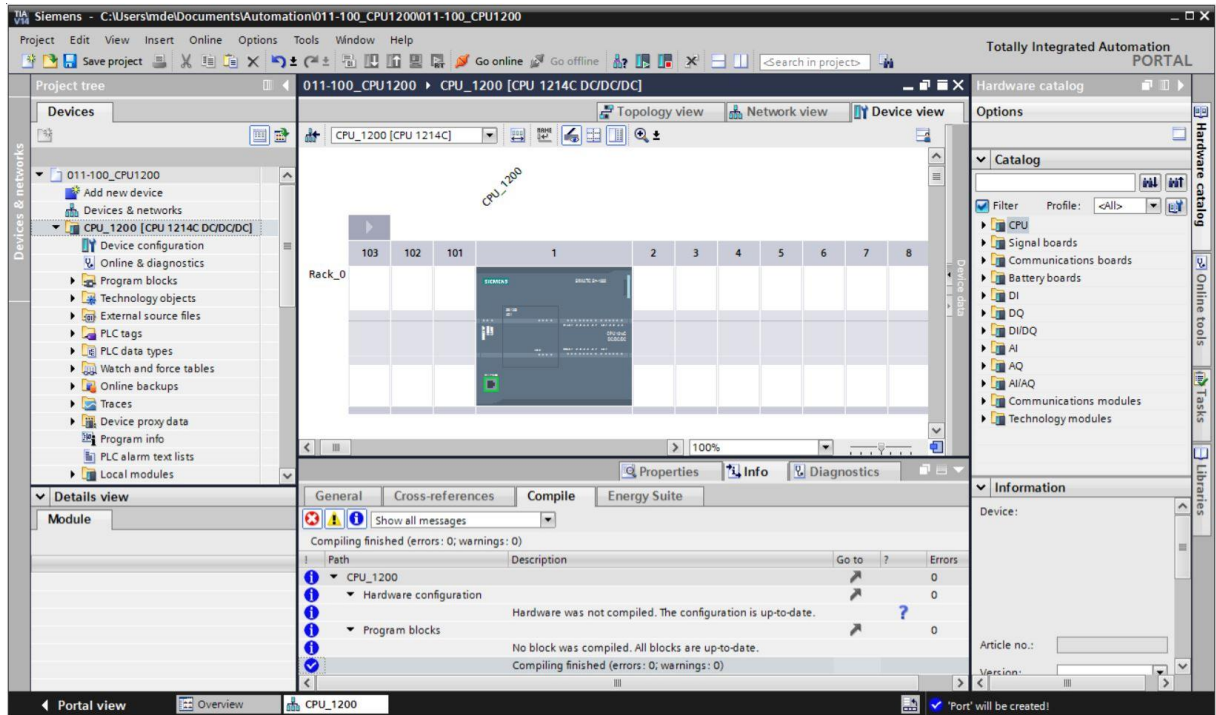 TIA V14 Siemens - C:\Users\mde\Documents\Automation\011-100_CPU1200\011-100_CPU1200
Project Edit View Insert Online Options Tools Window Help
Totally Integrated Automation
PORTAL
Save project Go online Go offline <Search in project>
Project tree
Devices
Devices & networks
011-100_CPU1200
Add new device
Devices & networks
CPU_1200 [CPU 1214C DC/DC/DC]
Device configuration
Online & diagnostics
Program blocks
Technology objects
External source files
PLC tags
PLC data types
Watch and force tables
Online backups
Traces
Device proxy data
Program info
PLC alarm text lists
Local modules
Details view
Module
011-100_CPU1200 CPU_1200 [CPU 1214C DC/DC/DC]
Topology view Network view Device view
CPU_1200 [CPU 1214C]
CPU_1200
103 102 101 1 2 3 4 5 6 7 8
Rack_0
SIEMENS
Device data
100%
Properties Info Diagnostics
General Cross-references Compile Energy Suite
Show all messages
Compiling finished (errors: 0; warnings: 0)
! Path Description Go to ? Errors
CPU_1200 0
Hardware configuration 0
Hardware was not compiled. The configuration is up-to-date. ?
Program blocks 0
No block was compiled. All blocks are up-to-date.
Compiling finished (errors: 0; warnings: 0)
Hardware catalog
Options
Catalog
Filter Profile: <All>
CPU
Signal boards
Communications boards
Battery boards
DI
DQ
DI/DQ
AI
AQ
AI/AQ
Communications modules
Technology modules
Information
Device:
Article no.:
Version:
Hardware catalog
Online tools
Tasks
Libraries
Portal view Overview CPU_1200 'Port' will be created!